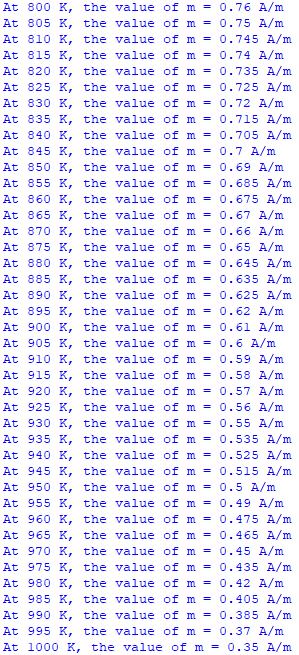 At 800 K, the value of m = 0.76 A/m
At 805 K, the value of m = 0.75 A/m
At 810 K, the value of m = 0.745 A/m
At 815 K, the value of m = 0.74 A/m
At 820 K, the value of m = 0.735 A/m
At 825 K, the value of m = 0.725 A/m
At 830 K, the value of m = 0.72 A/m
At 835 K, the value of m = 0.715 A/m
At 840 K, the value of m = 0.705 A/m
At 845 K, the value of m = 0.7 A/m
At 850 K, the value of m = 0.69 A/m
At 855 K, the value of m = 0.685 A/m
At 860 K, the value of m = 0.675 A/m
At 865 K, the value of m = 0.67 A/m
At 870 K, the value of m = 0.66 A/m
At 875 K, the value of m = 0.65 A/m
At 880 K, the value of m = 0.645 A/m
At 885 K, the value of m = 0.635 A/m
At 890 K, the value of m = 0.625 A/m
At 895 K, the value of m = 0.62 A/m
At 900 K, the value of m = 0.61 A/m
At 905 K, the value of m = 0.6 A/m
At 910 K, the value of m = 0.59 A/m
At 915 K, the value of m = 0.58 A/m
At 920 K, the value of m = 0.57 A/m
At 925 K, the value of m = 0.56 A/m
At 930 K, the value of m = 0.55 A/m
At 935 K, the value of m = 0.535 A/m
At 940 K, the value of m = 0.525 A/m
At 945 K, the value of m = 0.515 A/m
At 950 K, the value of m = 0.5 A/m
At 955 K, the value of m = 0.49 A/m
At 960 K, the value of m = 0.475 A/m
At 965 K, the value of m = 0.465 A/m
At 970 K, the value of m = 0.45 A/m
At 975 K, the value of m = 0.435 A/m
At 980 K, the value of m = 0.42 A/m
At 985 K, the value of m = 0.405 A/m
At 990 K, the value of m = 0.385 A/m
At 995 K, the value of m = 0.37 A/m
At 1000 K, the value of m = 0.35 A/m